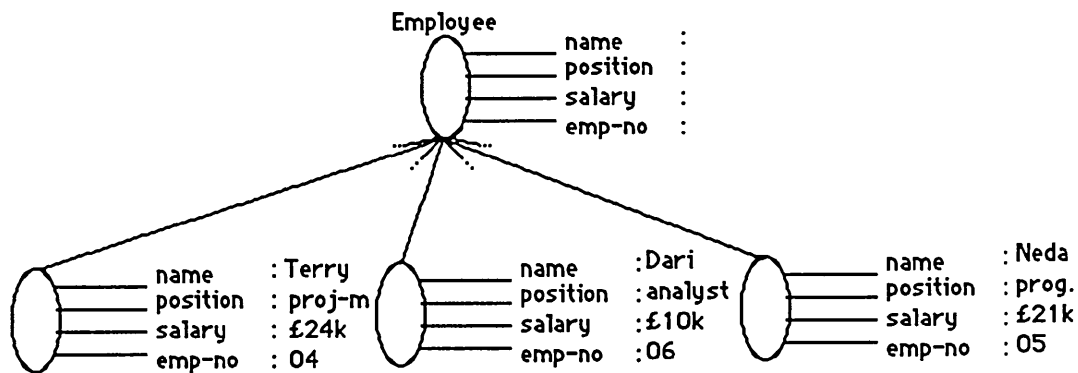 Employee
name :
position :
salary :
emp-no :
name : Terry
position : proj-m
salary : £24k
emp-no : 04
name : Dari
position : analyst
salary : £10k
emp-no : 06
name : Neda
position : prog.
salary : £21k
emp-no : 05